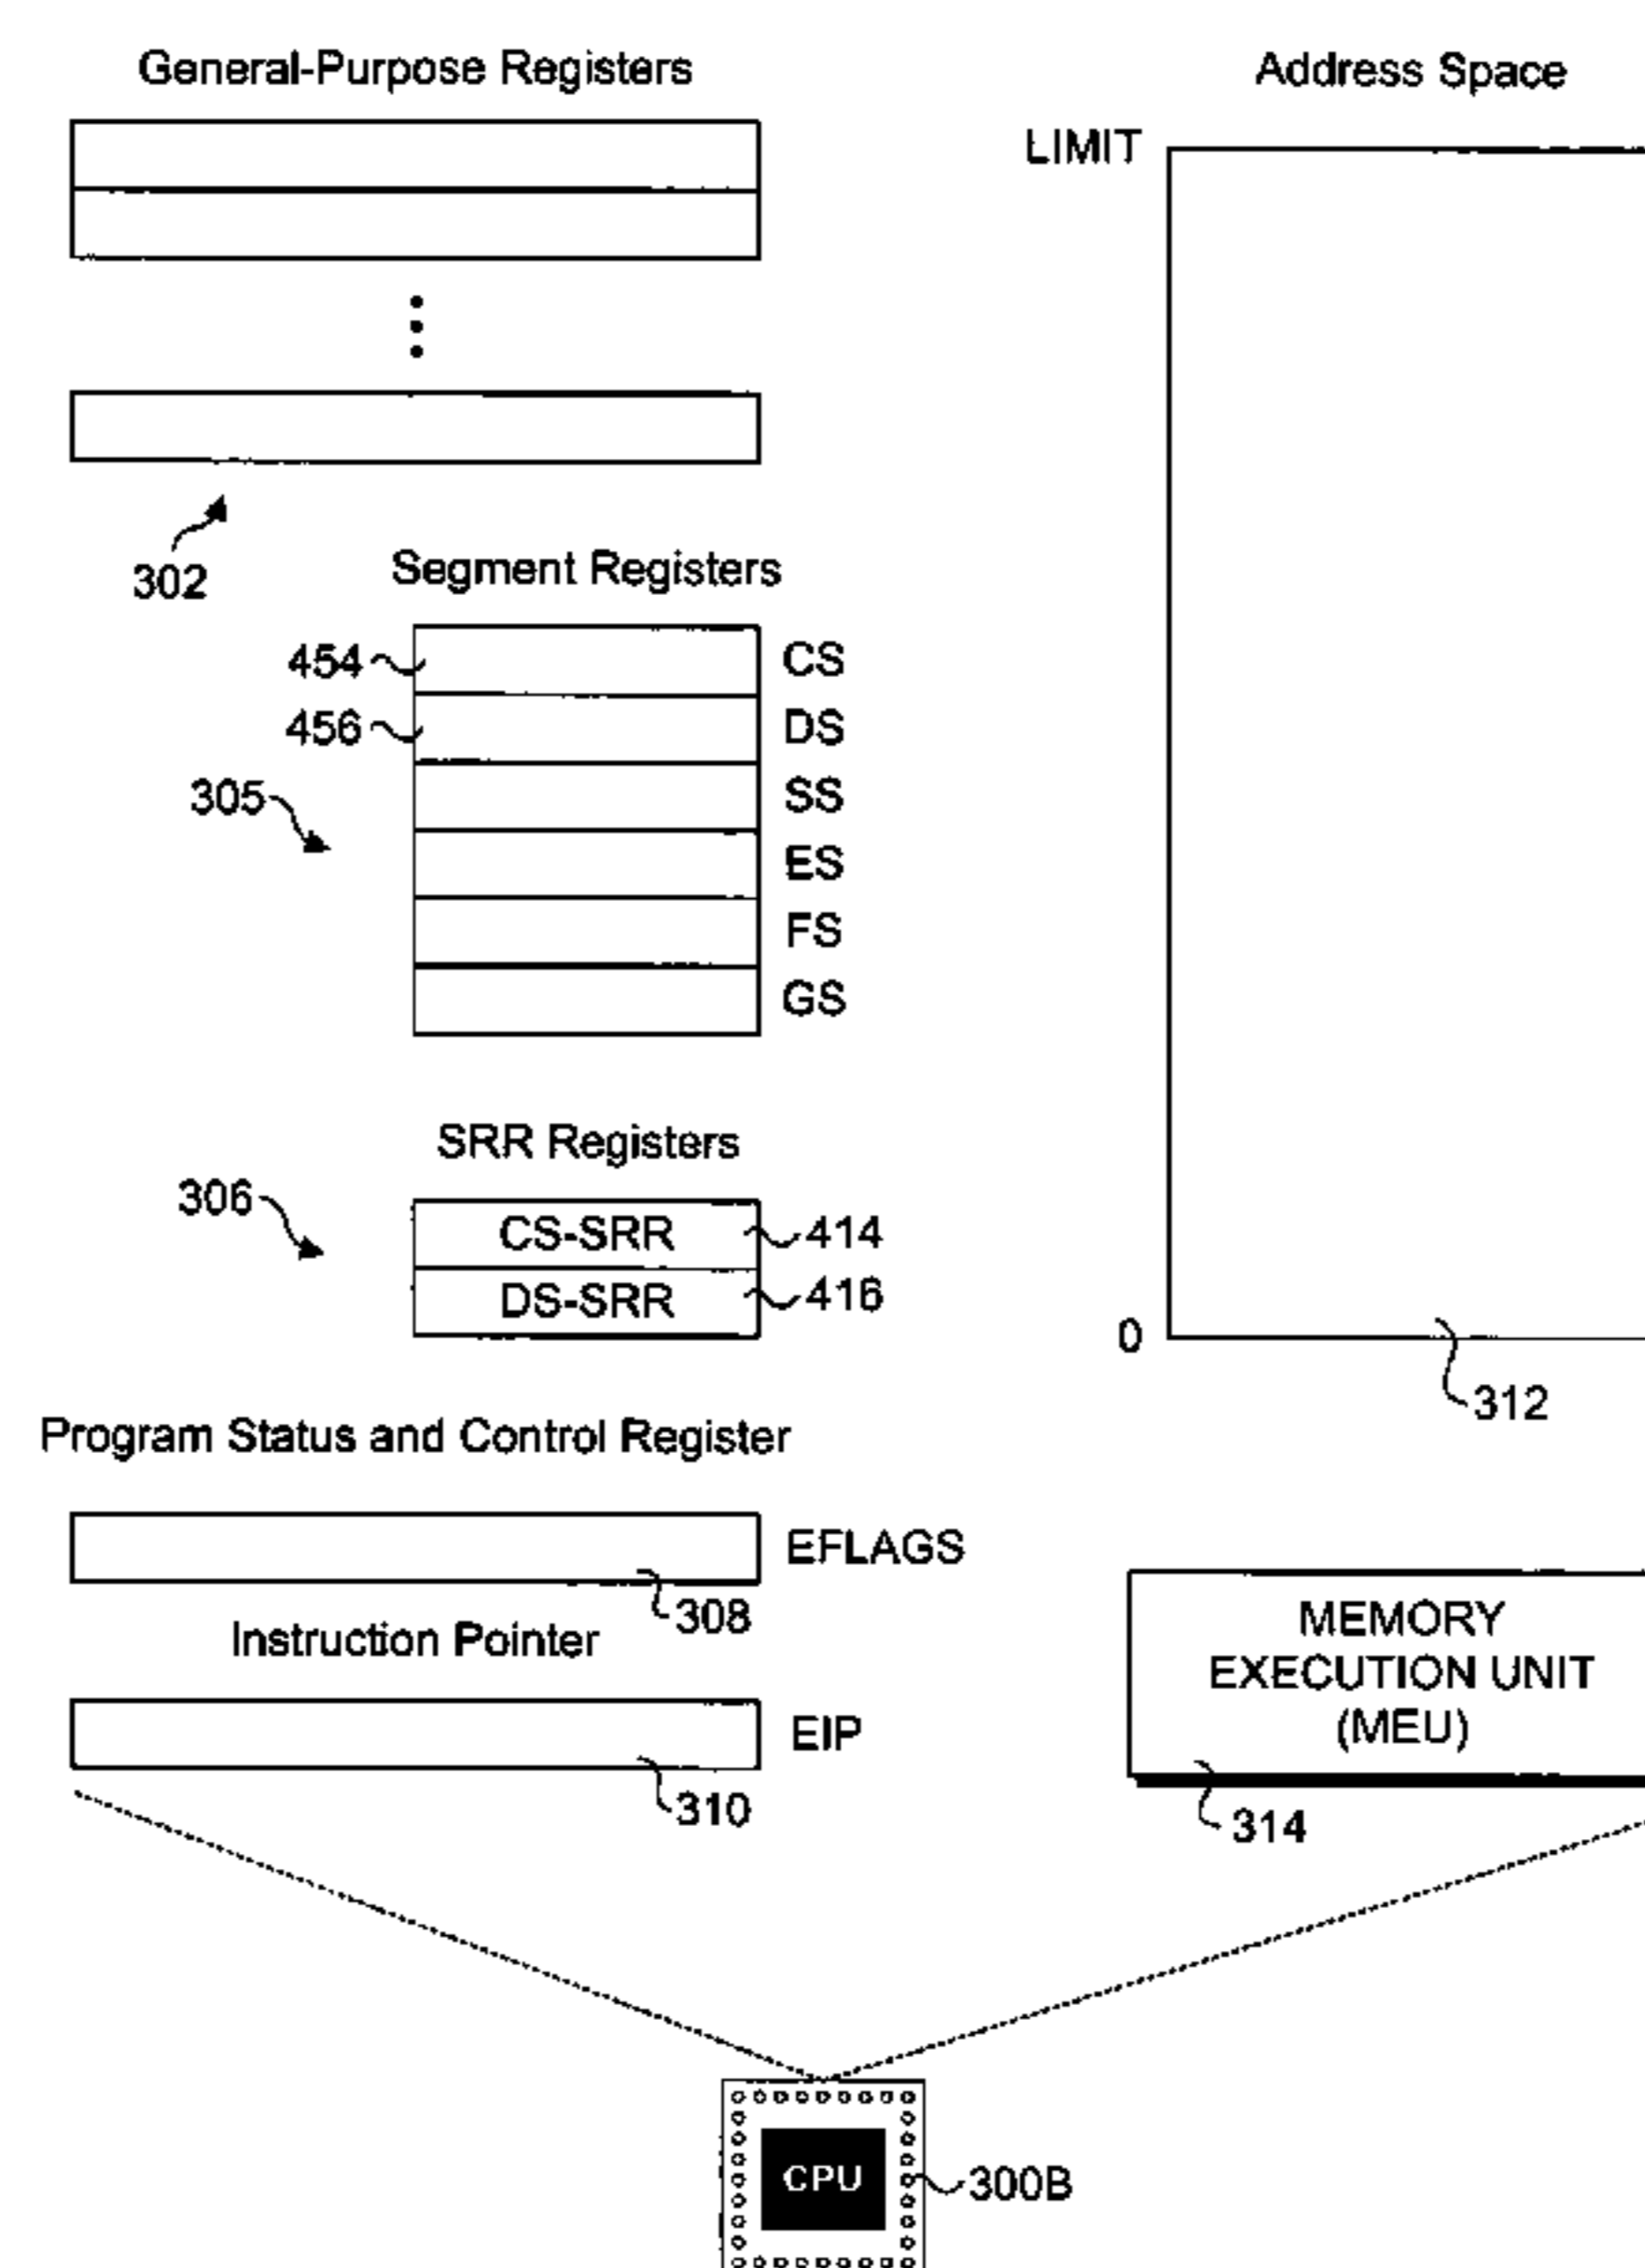 General-Purpose Registers
302
Segment Registers
454
CS
456
DS
305
SS
ES
FS
GS
SRR Registers
306
CS-SRR
414
DS-SRR
416
Program Status and Control Register
EFLAGS
308
Instruction Pointer
EIP
310
Address Space
LIMIT
0
312
MEMORY
EXECUTION UNIT
(MEU)
314
CPU
300B